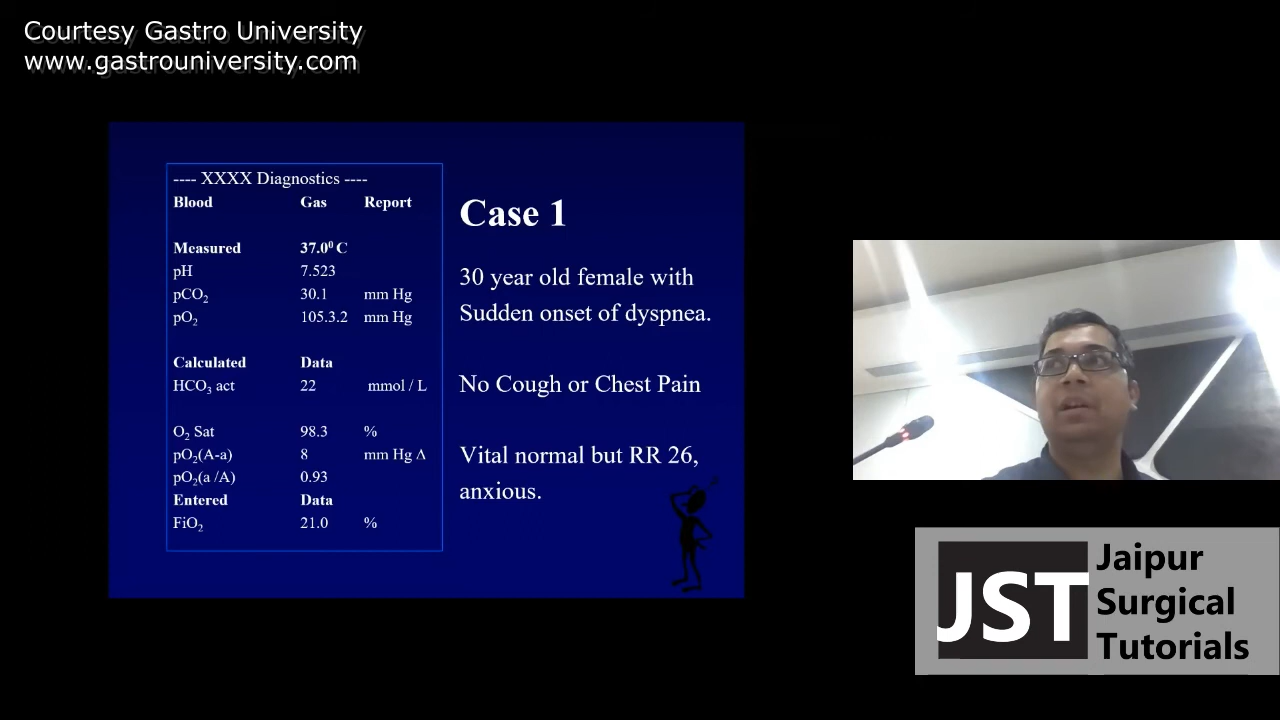 Courtesy Gastro University
www.gastrouniversity.com
---- XXXX Diagnostics ----
Blood Gas Report
Measured 37.0⁰ C
pH 7.523
pCO₂ 30.1 mm Hg
pO₂ 105.3.2 mm Hg
Calculated Data
HCO₃ act 22 mmol / L
O₂ Sat 98.3 %
pO₂(A-a) 8 mm Hg Δ
pO₂(a /A) 0.93
Entered Data
FiO₂ 21.0 %
Case 1
30 year old female with
Sudden onset of dyspnea.
No Cough or Chest Pain
Vital normal but RR 26,
anxious.
JST
Jaipur
Surgical
Tutorials